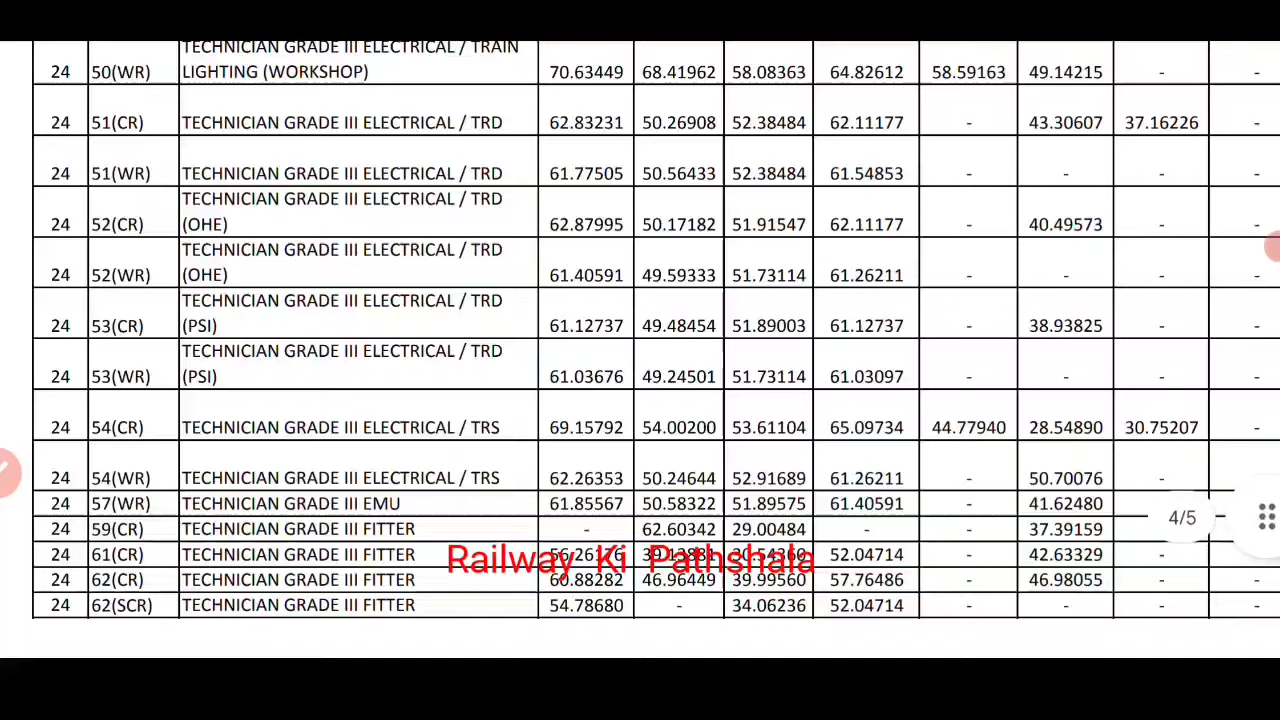 TECHNICIAN GRADE III ELECTRICAL / TRAIN
24 50(WR) LIGHTING (WORKSHOP) 70.63449 68.41962 58.08363 64.82612 58.59163 49.14215 - -
24 51(CR) TECHNICIAN GRADE III ELECTRICAL / TRD 62.83231 50.26908 52.38484 62.11177 - 43.30607 37.16226 -
24 51(WR) TECHNICIAN GRADE III ELECTRICAL / TRD 61.77505 50.56433 52.38484 61.54853 - - - -
TECHNICIAN GRADE III ELECTRICAL / TRD
24 52(CR) (OHE) 62.87995 50.17182 51.91547 62.11177 - 40.49573 - -
TECHNICIAN GRADE III ELECTRICAL / TRD
24 52(WR) (OHE) 61.40591 49.59333 51.73114 61.26211 - - - -
TECHNICIAN GRADE III ELECTRICAL / TRD
24 53(CR) (PSI) 61.12737 49.48454 51.89003 61.12737 - 38.93825 - -
TECHNICIAN GRADE III ELECTRICAL / TRD
24 53(WR) (PSI) 61.03676 49.24501 51.73114 61.03097 - - - -
24 54(CR) TECHNICIAN GRADE III ELECTRICAL / TRS 69.15792 54.00200 53.61104 65.09734 44.77940 28.54890 30.75207 -
24 54(WR) TECHNICIAN GRADE III ELECTRICAL / TRS 62.26353 50.24644 52.91689 61.26211 - 50.70076 - -
24 57(WR) TECHNICIAN GRADE III EMU 61.85567 50.58322 51.89575 61.40591 - 41.62480
4/5
24 59(CR) TECHNICIAN GRADE III FITTER - 62.60342 29.00484 - - 37.39159 - -
24 61(CR) TECHNICIAN GRADE III FITTER 52.04714 - 42.63329 - -
Railway Ki Pathshala
24 62(CR) TECHNICIAN GRADE III FITTER 60.88282 46.96449 39.99560 57.76486 - 46.98055 - -
24 62(SCR) TECHNICIAN GRADE III FITTER 54.78680 - 34.06236 52.04714 - - - -